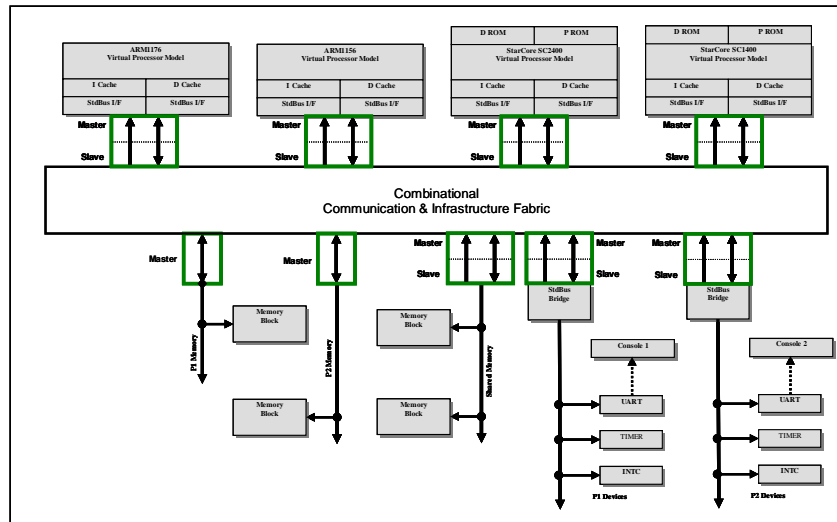 ARM1176
Virtual Processor Model
I Cache
D Cache
StdBus I/F
StdBus I/F
ARM1156
Virtual Processor Model
I Cache
D Cache
StdBus I/F
StdBus I/F
D ROM
P ROM
StarCore SC2400
Virtual Processor Model
I Cache
D Cache
StdBus I/F
StdBus I/F
D ROM
P ROM
StarCore SC1400
Virtual Processor Model
I Cache
D Cache
StdBus I/F
StdBus I/F
Master
Slave
Master
Slave
Master
Slave
Master
Slave
Combinational
Communication & Infrastructure Fabric
Master
Master
Master
Slave
Master
Slave
Master
Slave
StdBus
Bridge
StdBus
Bridge
P1 Memory
Memory
Block
P2 Memory
Memory
Block
Shared Memory
Memory
Block
Memory
Block
Console 1
UART
TIMER
INTC
P1 Devices
Console 2
UART
TIMER
INTC
P2 Devices